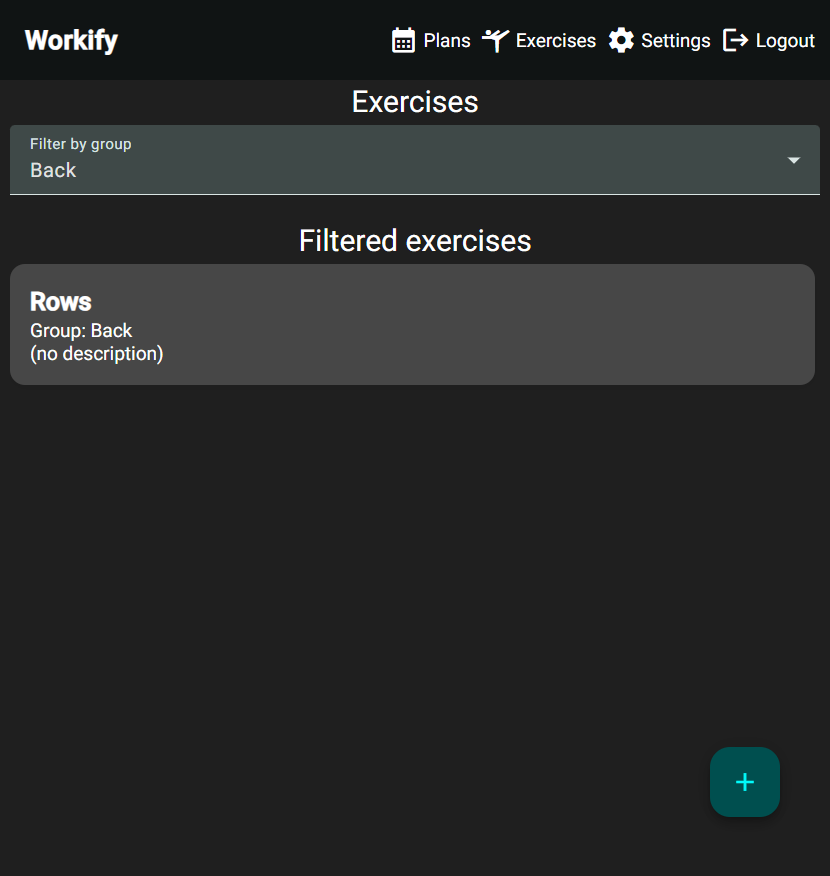 Workify
Plans Exercises Settings Logout
Exercises
Filter by group
Back
Filtered exercises
Rows
Group: Back
(no description)
+